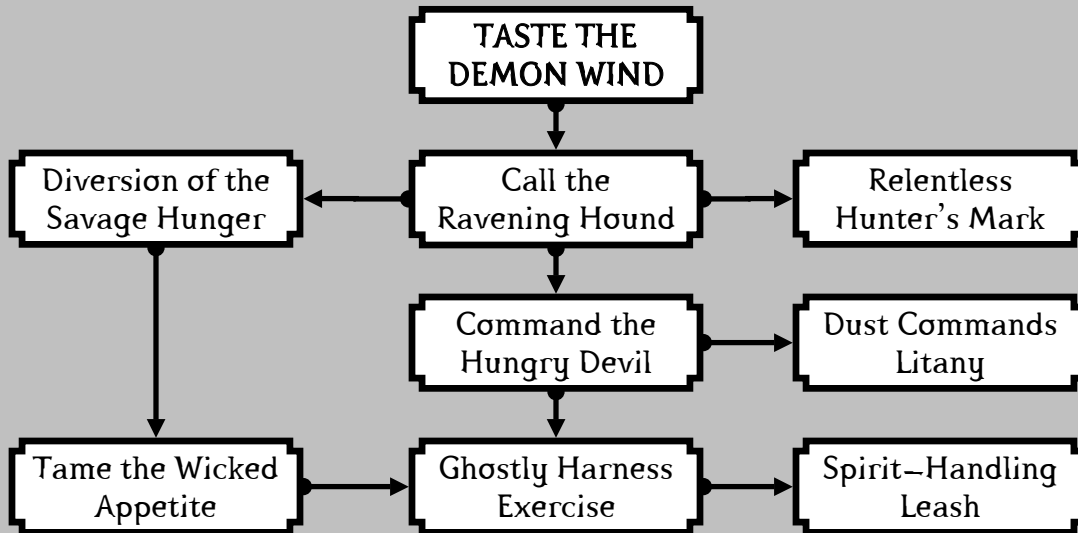 TASTE THE
DEMON WIND
Diversion of the
Savage Hunger
Call the
Ravening Hound
Relentless
Hunter's Mark
Command the
Hungry Devil
Dust Commands
Litany
Tame the Wicked
Appetite
Ghostly Harness
Exercise
Spirit–Handling
Leash